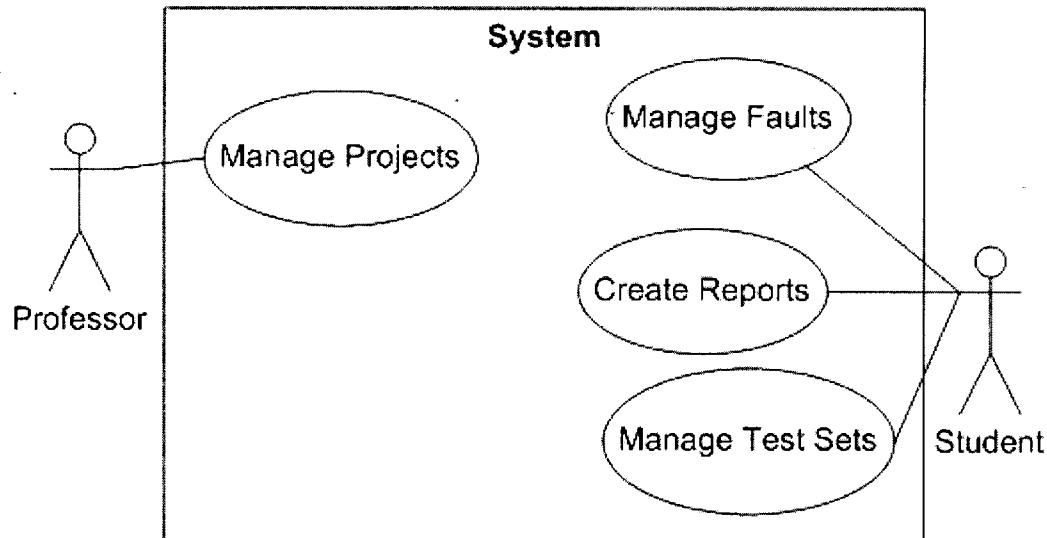 System
Manage Faults
Manage Projects
Create Reports
Professor
Manage Test Sets
Student